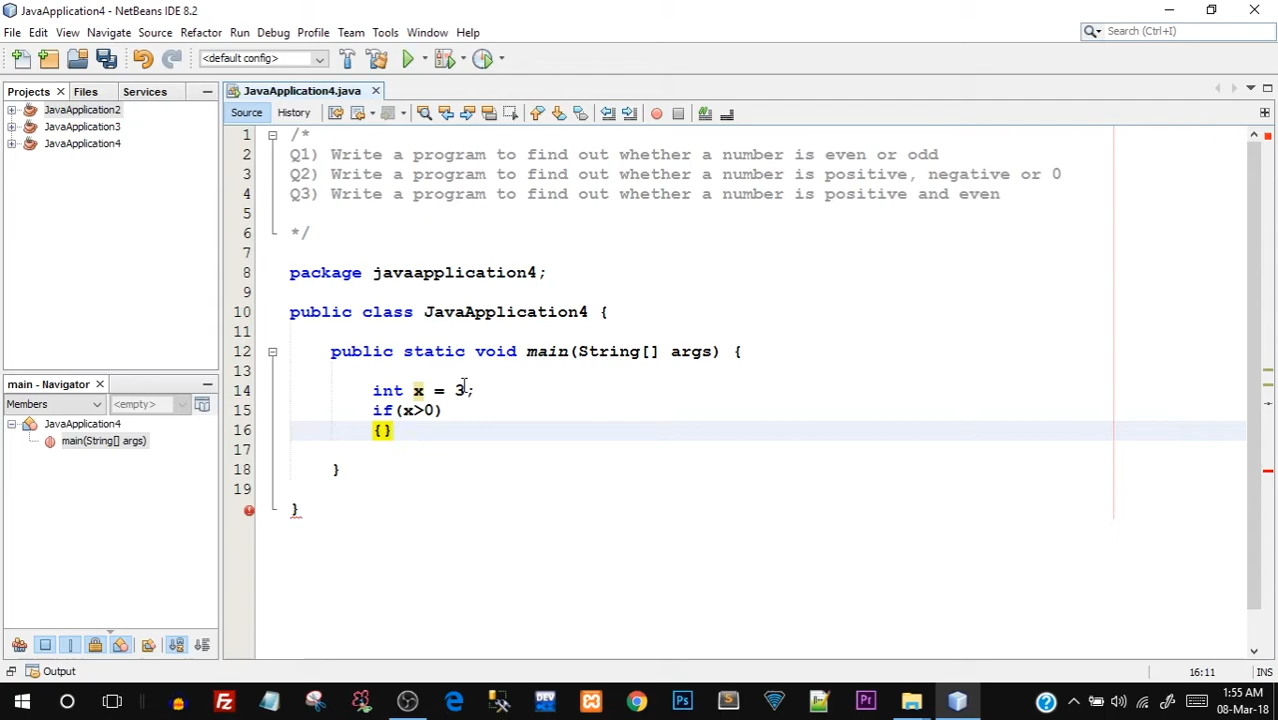 JavaApplication4 - NetBeans IDE 8.2
File Edit View Navigate Source Refactor Run Debug Profile Team Tools Window Help
Search (Ctrl+I)
<default config>
Projects Files Services
JavaApplication2
JavaApplication3
JavaApplication4
main - Navigator
Members <empty>
JavaApplication4
main(String[] args)
JavaApplication4.java
Source History
1 /*
2 Q1) Write a program to find out whether a number is even or odd
3 Q2) Write a program to find out whether a number is positive, negative or 0
4 Q3) Write a program to find out whether a number is positive and even
5
6 */
7
8 package javaapplication4;
9
10 public class JavaApplication4 {
11
12 public static void main(String[] args) {
13
14 int x = 3;
15 if(x>0)
16 {}
17
18 }
19
}
Output
16:11 INS
DEV
Ps
S
Pr
1:55 AM
08-Mar-18